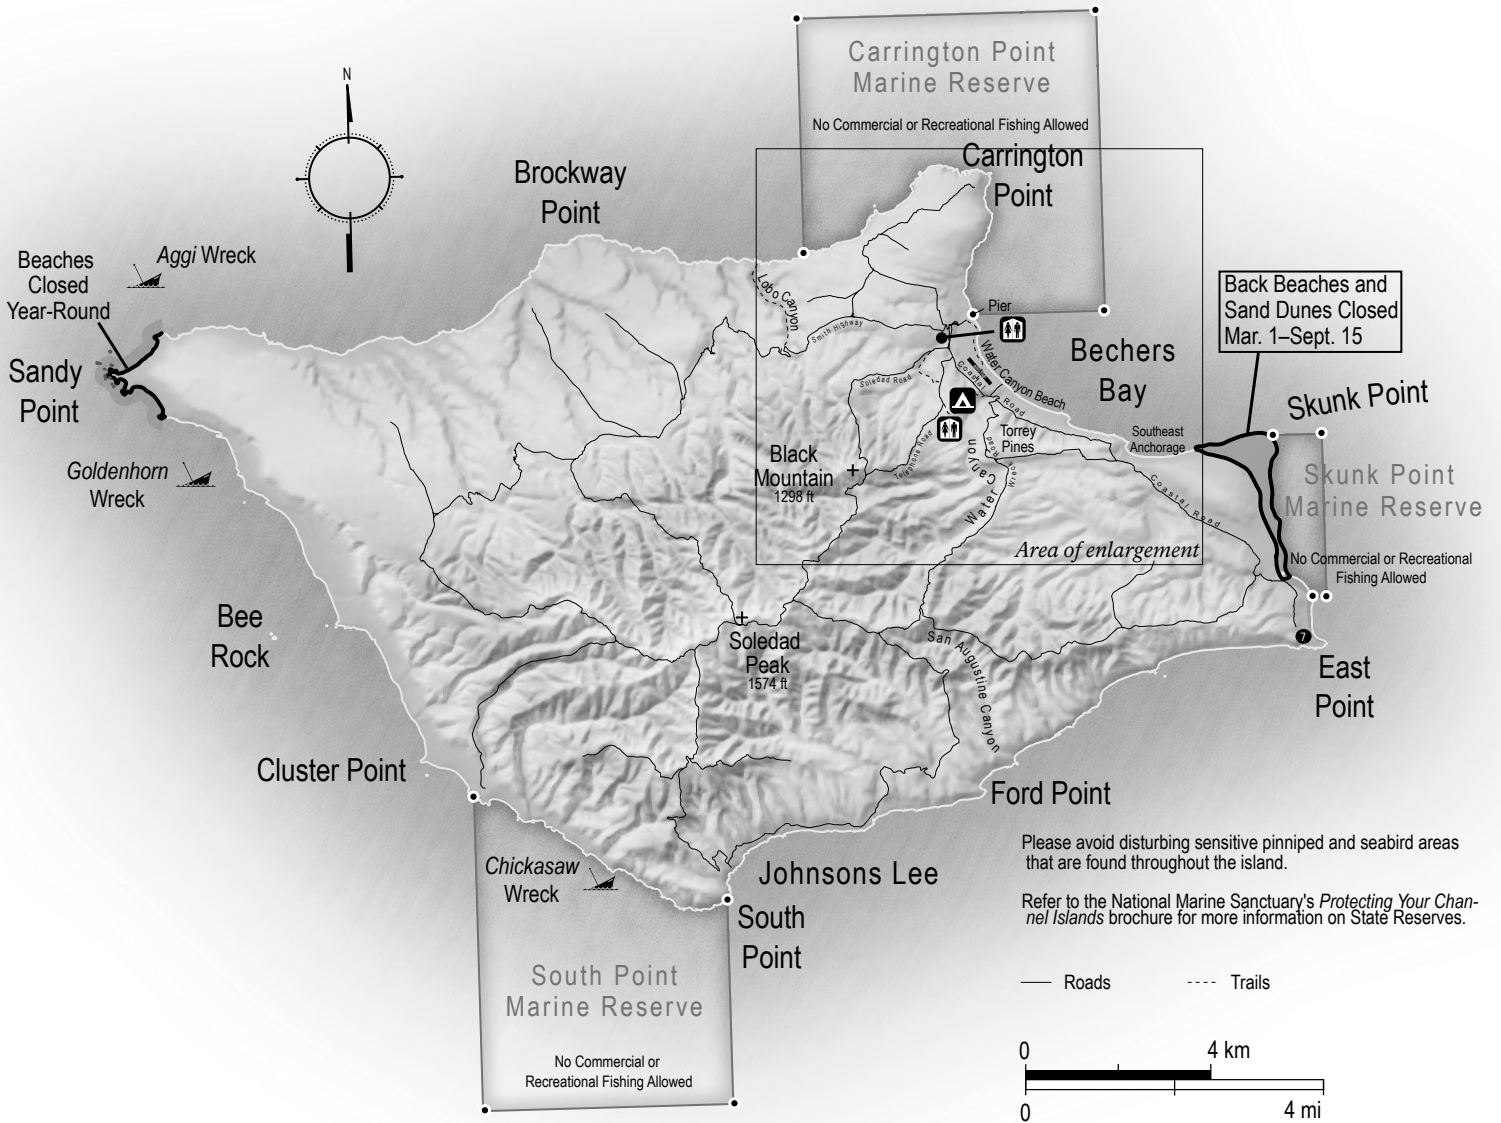 Carrington Point
Marine Reserve
No Commercial or Recreational Fishing Allowed
N
Carrington
Point
Brockway
Point
Aggi Wreck
Beaches
Closed
Year-Round
Sandy
Point
Goldenhorn
Wreck
Lobo Canyon
Smith Highway
Soledad Road
Pier
Water Canyon Beach
Coastal Road
Bechers
Bay
Back Beaches and
Sand Dunes Closed
Mar. 1–Sept. 15
Skunk Point
Southeast
Anchorage
Torrey
Pines
Telephone Road
Water Canyon
Wreck Road
Coastal Road
Black
Mountain
1298 ft
Skunk Point
Marine Reserve
No Commercial or Recreational
Fishing Allowed
Area of enlargement
Bee
Rock
Soledad
Peak
1574 ft
San Augustine Canyon
7
East
Point
Cluster Point
Ford Point
Chickasaw
Wreck
Johnsons Lee
South
Point
South Point
Marine Reserve
No Commercial or
Recreational Fishing Allowed
Please avoid disturbing sensitive pinniped and seabird areas
that are found throughout the island.
Refer to the National Marine Sanctuary's Protecting Your Chan-
nel Islands brochure for more information on State Reserves.
Roads
Trails
0 4 km
0 4 mi